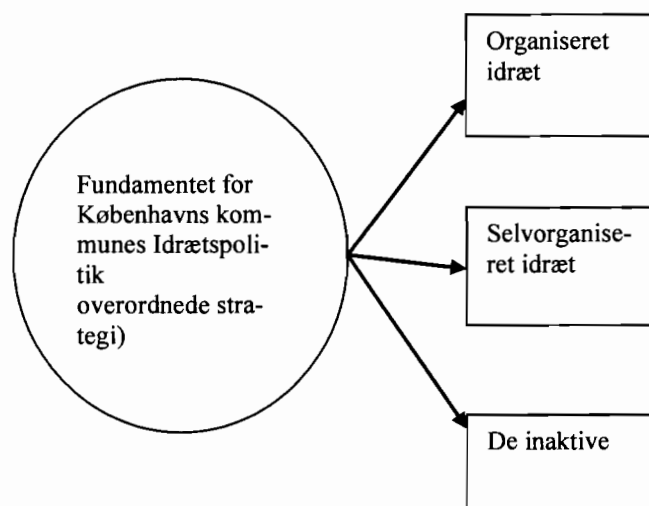 Fundamentet for
Københavns kom-
munes Idrætspoli-
tik
overordnede stra-
tegi)
Organiseret
idræt
Selvorganise-
ret idræt
De inaktive